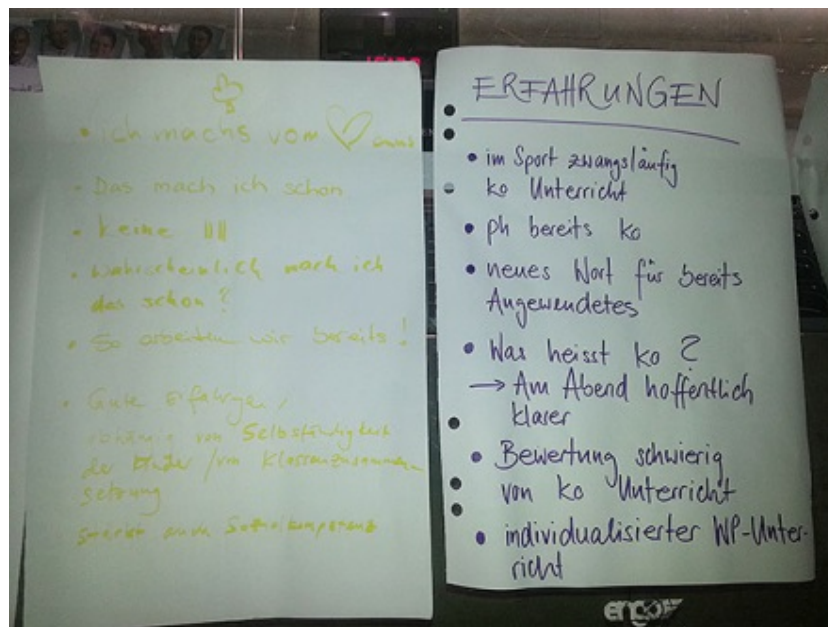 • ich machs vom ♡ aus
• Das mach ich schon
• keine
• wahrscheinlich mach ich
das schon?
• So arbeiten wir bereits!
• Gute Erfahrungen,
abhängig von Selbständigkeit
der Kinder / von Klassenzusammen-
setzung
Sozialkompetenz
ERFAHRUNGEN
• im Sport zwangsläufig
ko Unterricht
• ph bereits ko
• neues Wort für bereits
Angewendetes
• Was heisst ko ?
→ Am Abend hoffentlich
klarer
• Bewertung schwierig
von ko Unterricht
• individualisierter WP-Unter-
richt